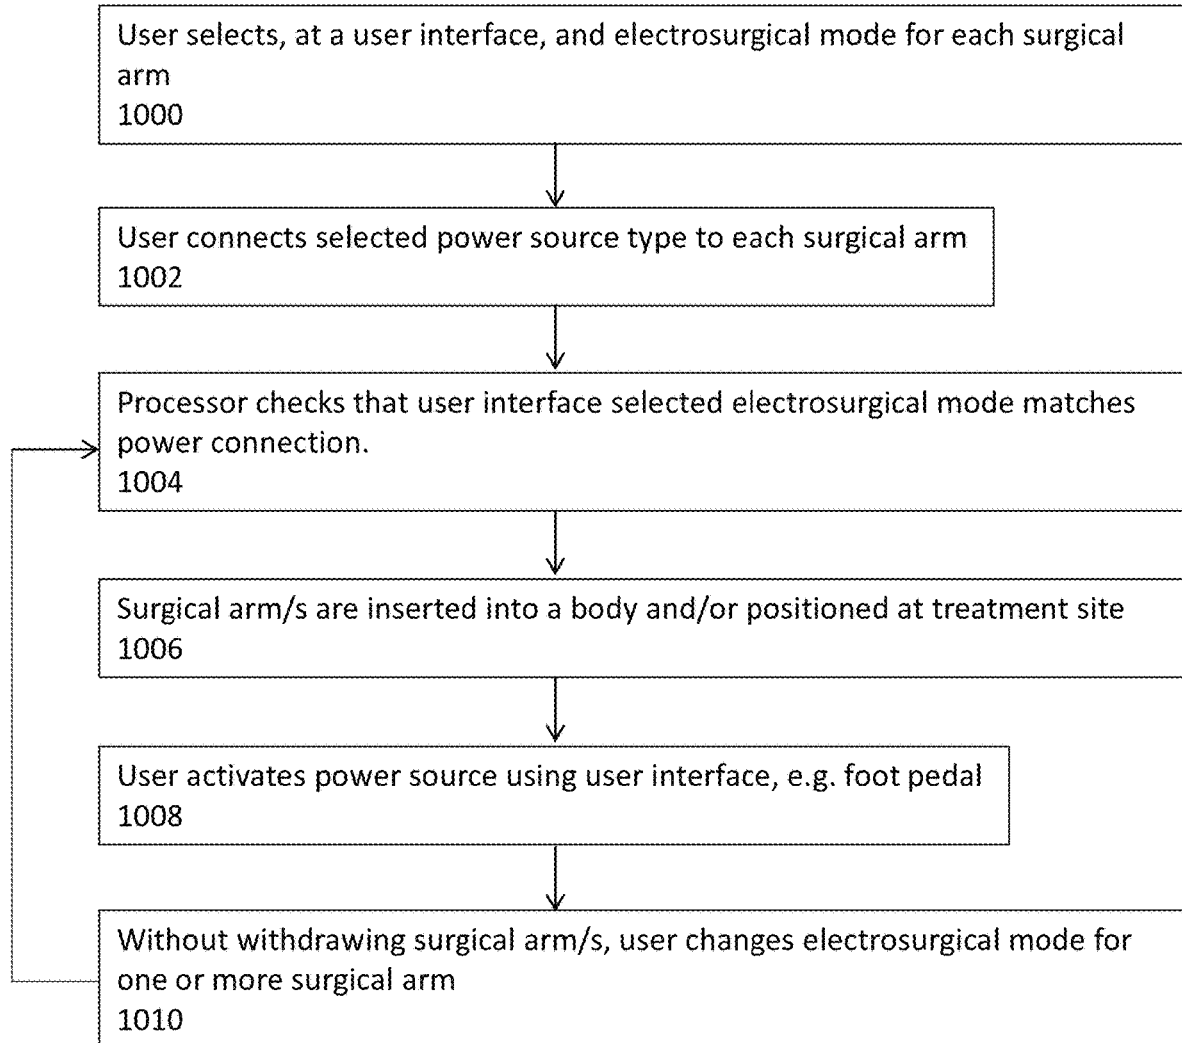 User selects, at a user interface, and electrosurgical mode for each surgical
arm
1000
User connects selected power source type to each surgical arm
1002
Processor checks that user interface selected electrosurgical mode matches
power connection.
1004
Surgical arm/s are inserted into a body and/or positioned at treatment site
1006
User activates power source using user interface, e.g. foot pedal
1008
Without withdrawing surgical arm/s, user changes electrosurgical mode for
one or more surgical arm
1010